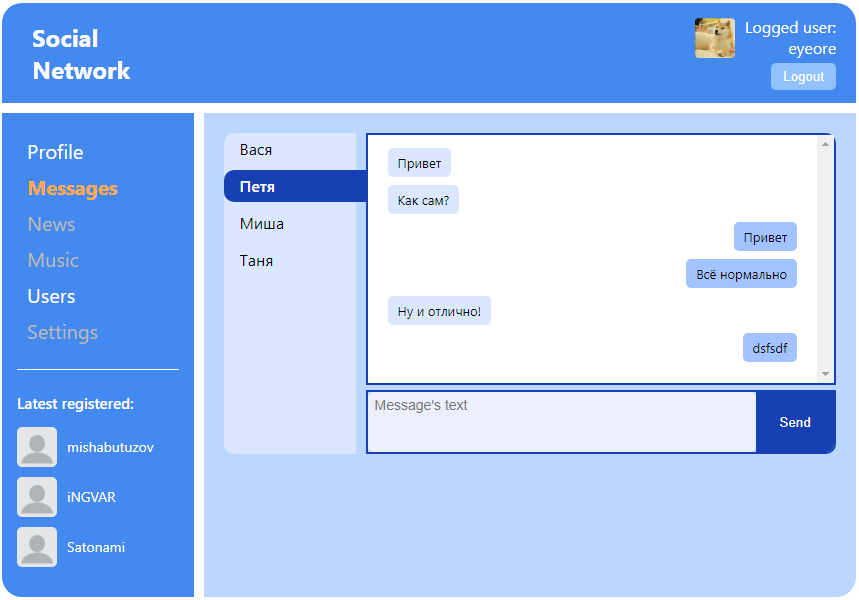 Social
Network
Logged user:
eyeore
Logout
Profile
Messages
News
Music
Users
Settings
Latest registered:
mishabutuzov
iNGVAR
Satonami
Вася
Петя
Миша
Таня
Привет
Как сам?
Привет
Всё нормально
Ну и отлично!
dsfsdf
Message's text
Send